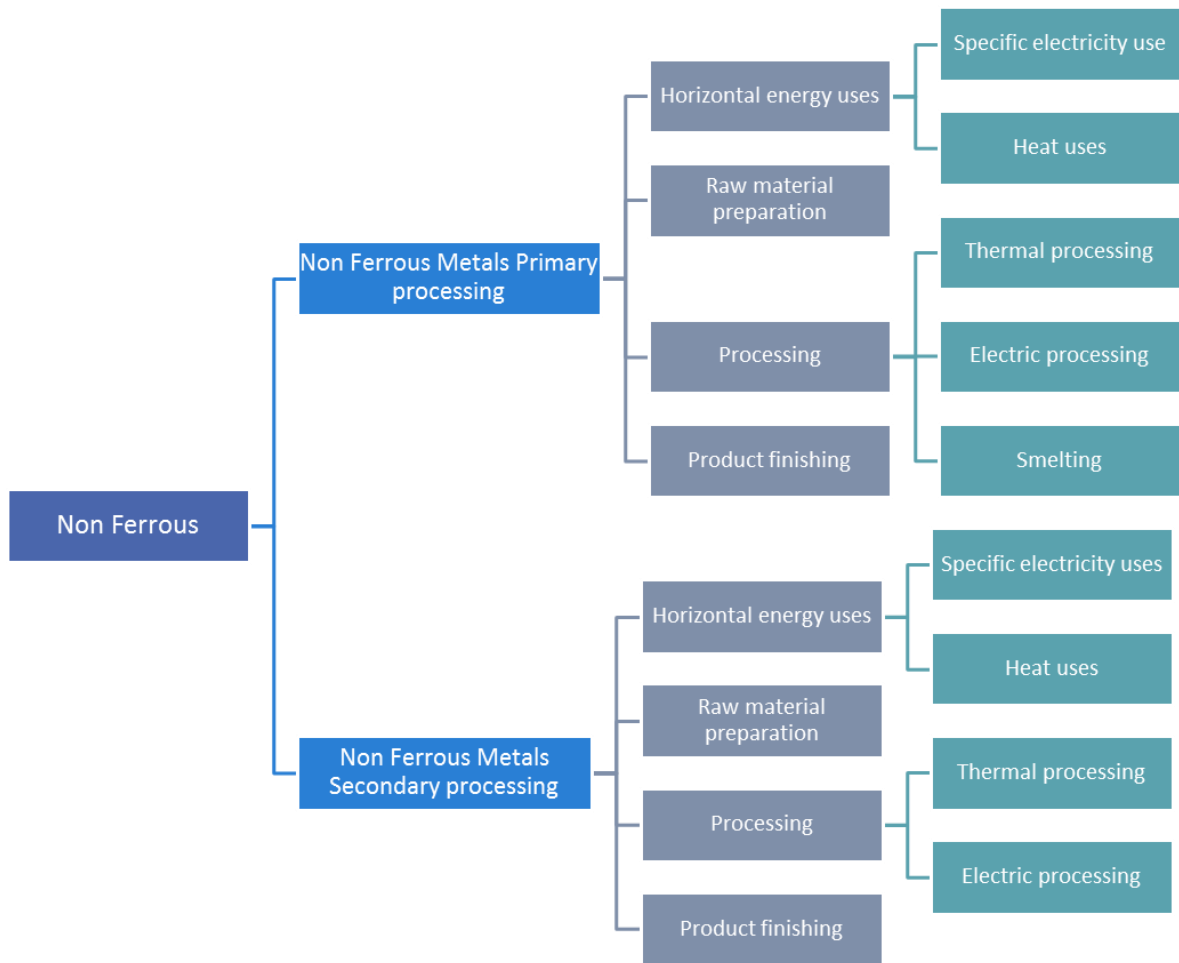 Non Ferrous
Non Ferrous Metals Primary
processing
Horizontal energy uses
Specific electricity use
Heat uses
Raw material
preparation
Processing
Thermal processing
Electric processing
Smelting
Product finishing
Non Ferrous Metals
Secondary processing
Horizontal energy uses
Specific electricity uses
Heat uses
Raw material
preparation
Processing
Thermal processing
Electric processing
Product finishing